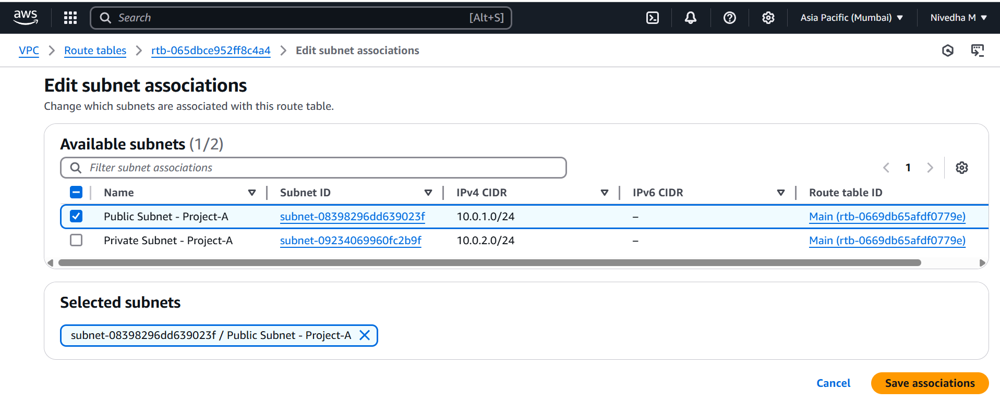 aws Search [Alt+S] Asia Pacific (Mumbai) Nivedha M
VPC Route tables rtb-065dbce952ff8c4a4 Edit subnet associations
Edit subnet associations
Change which subnets are associated with this route table.
Available subnets (1/2)
Filter subnet associations 1
Name Subnet ID IPv4 CIDR IPv6 CIDR Route table ID
Public Subnet - Project-A subnet-08398296dd639023f 10.0.1.0/24 – Main (rtb-0669db65afdf0779e)
Private Subnet - Project-A subnet-09234069960fc2b9f 10.0.2.0/24 – Main (rtb-0669db65afdf0779e)
Selected subnets
subnet-08398296dd639023f / Public Subnet - Project-A
Cancel Save associations